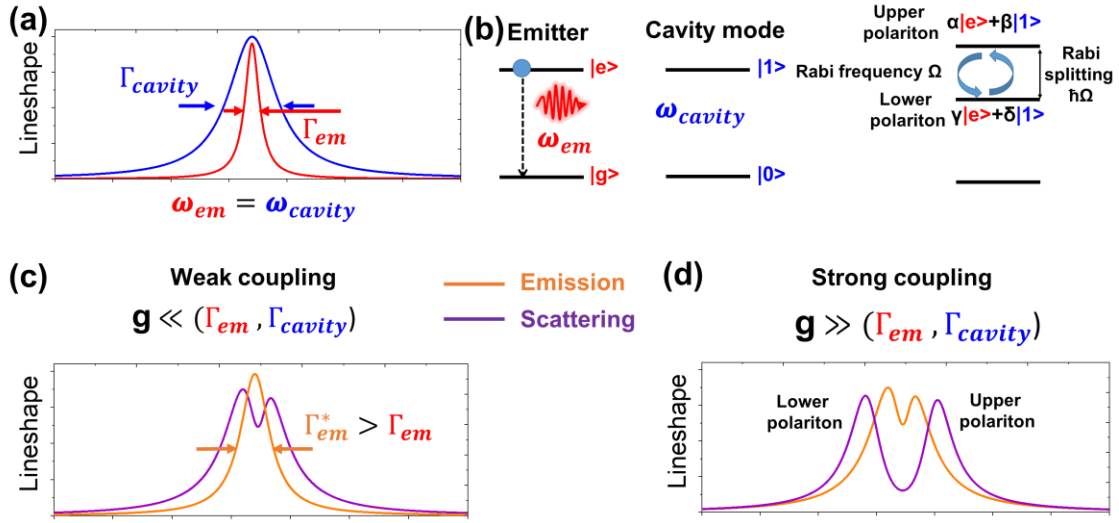 (a)
Lineshape
Γcavity
Γem
ωem = ωcavity
(b)
Emitter
|e>
ωem
|g>
Cavity mode
|1>
ωcavity
|0>
Upper polariton
α|e>+β|1>
Rabi frequency Ω
Rabi splitting ħΩ
Lower polariton
γ|e>+δ|1>
(c)
Weak coupling
g ≪ (Γem , Γcavity)
Lineshape
Γ*em > Γem
Emission
Scattering
(d)
Strong coupling
g ≫ (Γem , Γcavity)
Lineshape
Lower polariton
Upper polariton